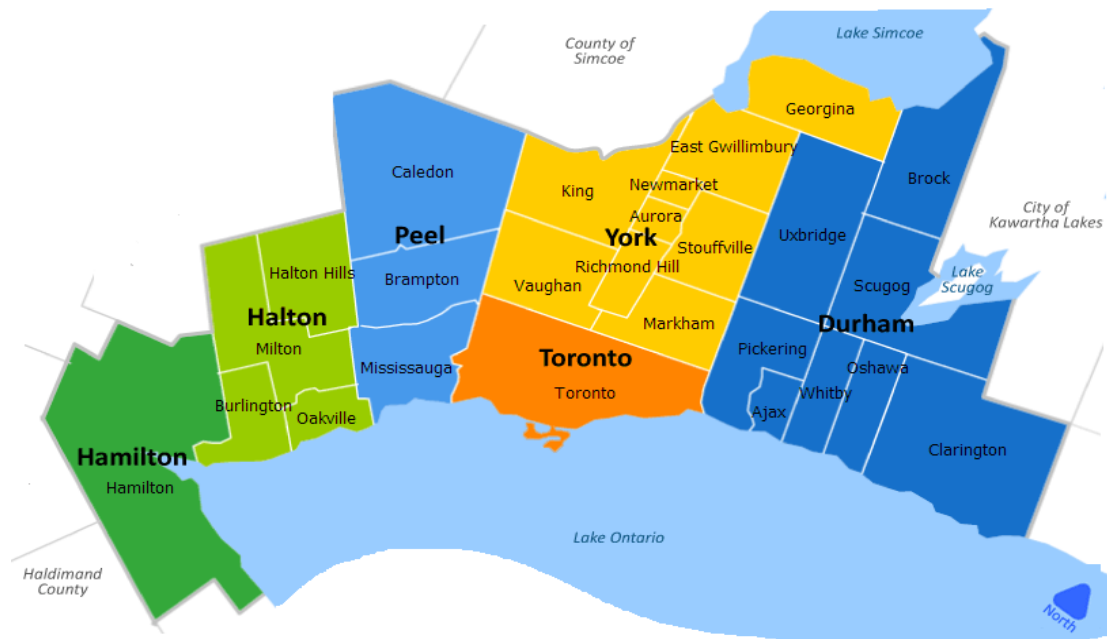 Lake Simcoe
County of
Simcoe
Georgina
East Gwillimbury
Caledon
Brock
King
Newmarket
City of
Kawartha Lakes
Aurora
Peel
York
Stouffville
Uxbridge
Halton Hills
Richmond Hill
Brampton
Vaughan
Scugog
Lake
Scugog
Halton
Markham
Durham
Milton
Toronto
Pickering
Mississauga
Oshawa
Toronto
Whitby
Burlington
Oakville
Ajax
Clarington
Hamilton
Hamilton
Lake Ontario
Haldimand
County
North